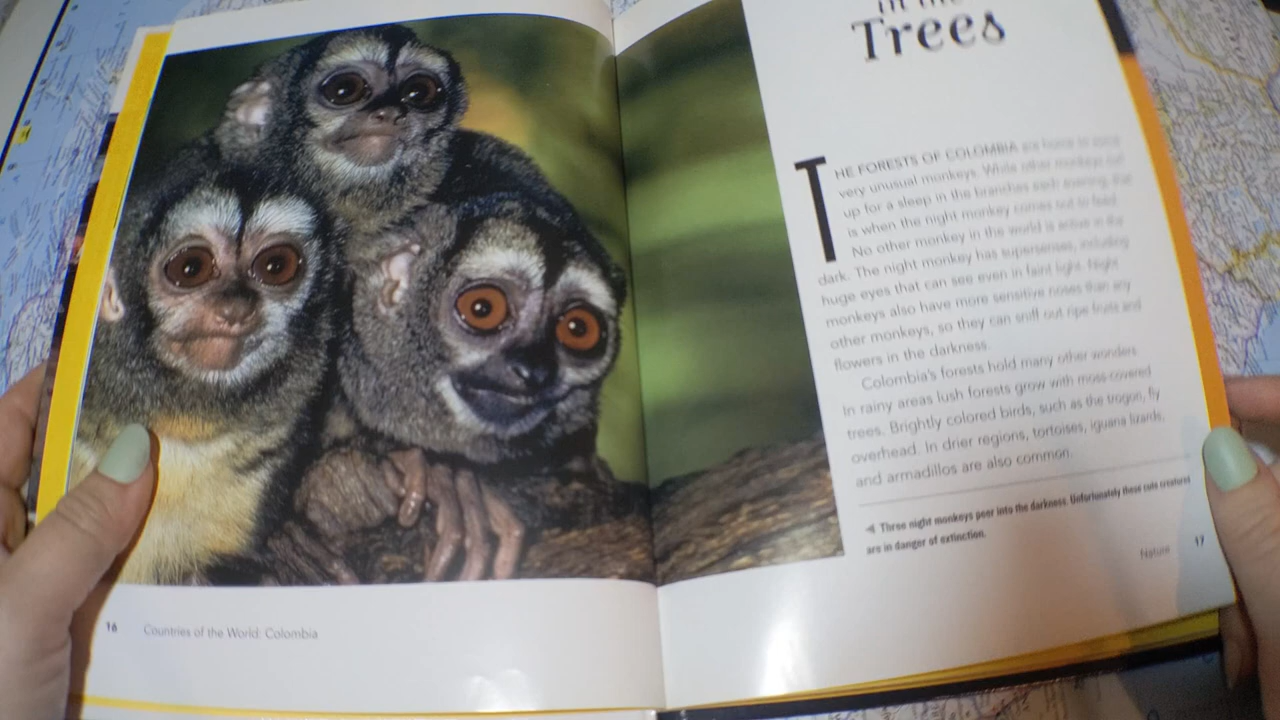 in the
Trees
THE FORESTS OF COLOMBIA are home to some
very unusual monkeys. While other monkeys curl
up for a sleep in the branches each evening, that
is when the night monkey comes out to feed.
No other monkey in the world is active in the
dark. The night monkey has supersenses, including
huge eyes that can see even in faint light. Night
monkeys also have more sensitive noses than any
other monkeys, so they can sniff out ripe fruits and
flowers in the darkness.
Colombia's forests hold many other wonders.
In rainy areas lush forests grow with moss-covered
trees. Brightly colored birds, such as the trogon, fly
overhead. In drier regions, tortoises, iguana lizards,
and armadillos are also common.
◀ Three night monkeys peer into the darkness. Unfortunately these cute creatures
are in danger of extinction.
Nature 17
16 Countries of the World: Colombia